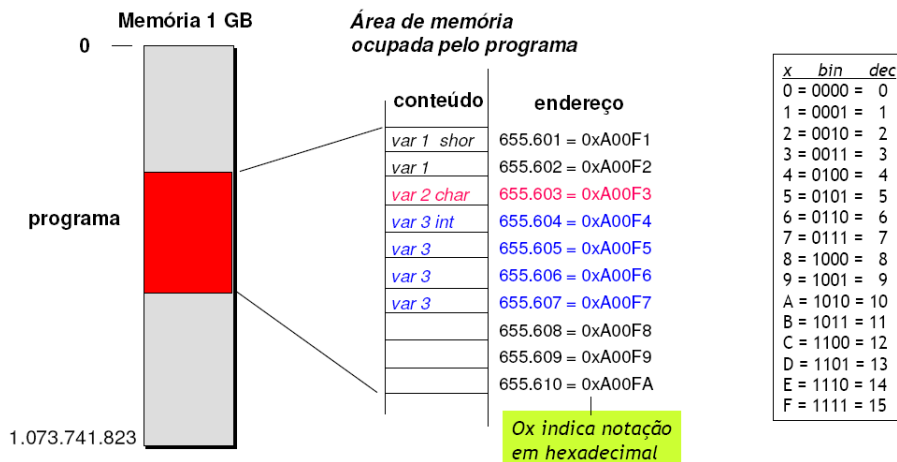 Memória 1 GB
0
programa
1.073.741.823
Área de memória
ocupada pelo programa
conteúdo endereço
var 1 shor 655.601 = 0xA00F1
var 1 655.602 = 0xA00F2
var 2 char 655.603 = 0xA00F3
var 3 int 655.604 = 0xA00F4
var 3 655.605 = 0xA00F5
var 3 655.606 = 0xA00F6
var 3 655.607 = 0xA00F7
655.608 = 0xA00F8
655.609 = 0xA00F9
655.610 = 0xA00FA
Ox indica notação
em hexadecimal
x bin dec
0 = 0000 = 0
1 = 0001 = 1
2 = 0010 = 2
3 = 0011 = 3
4 = 0100 = 4
5 = 0101 = 5
6 = 0110 = 6
7 = 0111 = 7
8 = 1000 = 8
9 = 1001 = 9
A = 1010 = 10
B = 1011 = 11
C = 1100 = 12
D = 1101 = 13
E = 1110 = 14
F = 1111 = 15